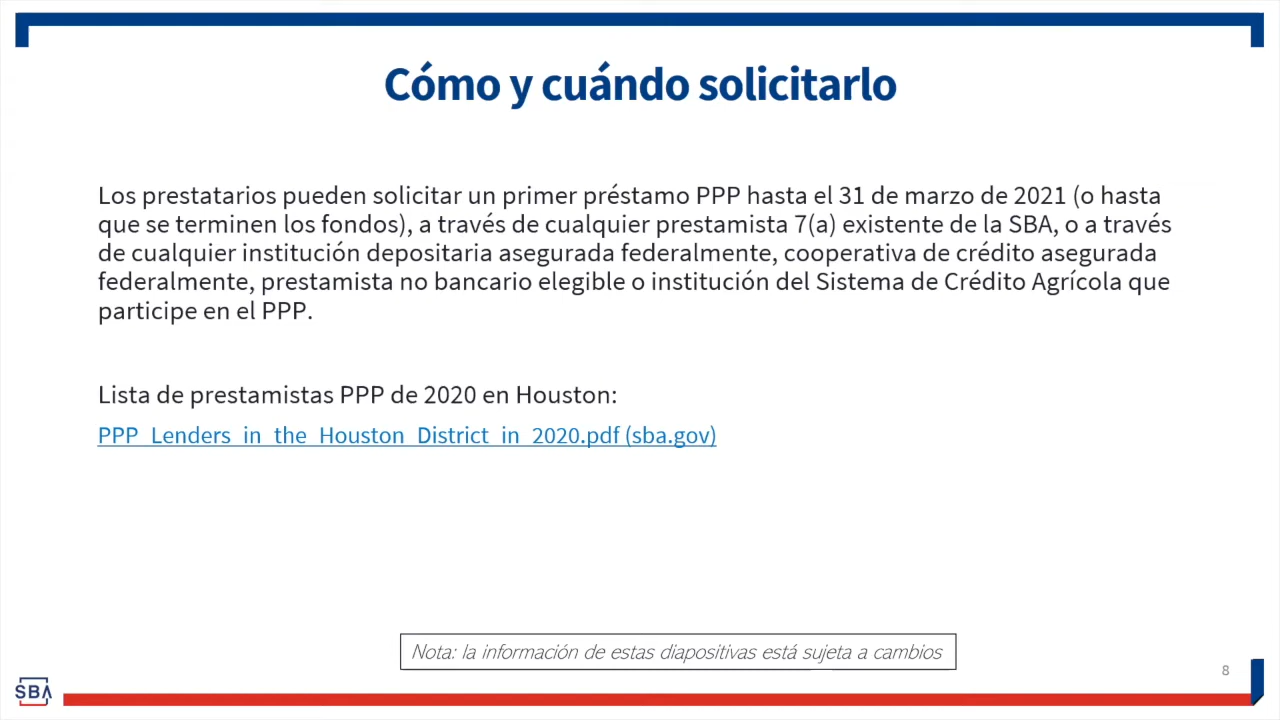 Cómo y cuándo solicitarlo
Los prestatarios pueden solicitar un primer préstamo PPP hasta el 31 de marzo de 2021 (o hasta
que se terminen los fondos), a través de cualquier prestamista 7(a) existente de la SBA, o a través
de cualquier institución depositaria asegurada federalmente, cooperativa de crédito asegurada
federalmente, prestamista no bancario elegible o institución del Sistema de Crédito Agrícola que
participe en el PPP.
Lista de prestamistas PPP de 2020 en Houston:
PPP_Lenders_in_the_Houston_District_in_2020.pdf (sba.gov)
Nota: la información de estas diapositivas está sujeta a cambios
8
SBA